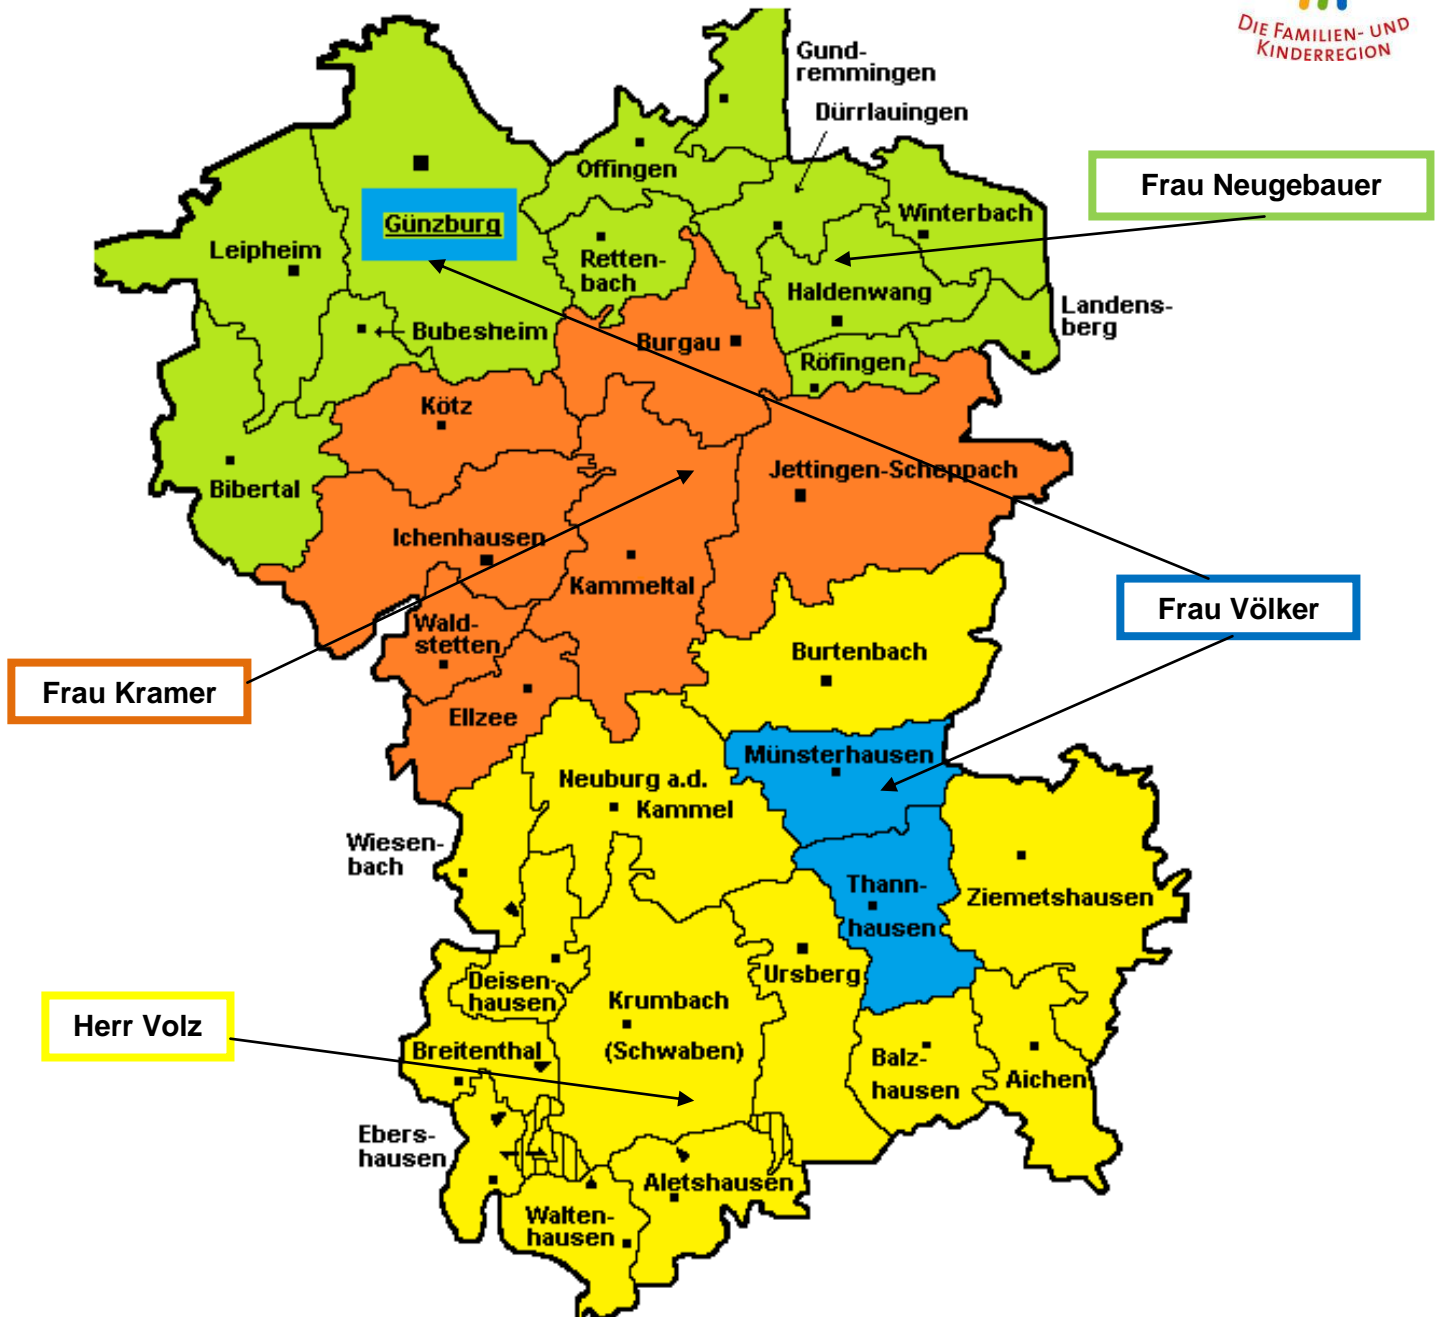 DIE FAMILIEN- UND
KINDERREGION
Gund-
remmingen
Dürrlauingen
Offingen
Frau Neugebauer
Günzburg
Winterbach
Leipheim
Retten-
bach
Haldenwang
Landens-
berg
Bubesheim
Burgau
Röfingen
Kötz
Jettingen-Scheppach
Bibertal
Ichenhausen
Kammeltal
Frau Völker
Wald-
stetten
Burtenbach
Frau Kramer
Ellzee
Münsterhausen
Neuburg a.d.
Kammel
Wiesen-
bach
Thann-
hausen
Ziemetshausen
Ursberg
Deisen-
hausen
Krumbach
(Schwaben)
Herr Volz
Breitenthal
Balz-
hausen
Aichen
Ebers-
hausen
Aletshausen
Walten-
hausen